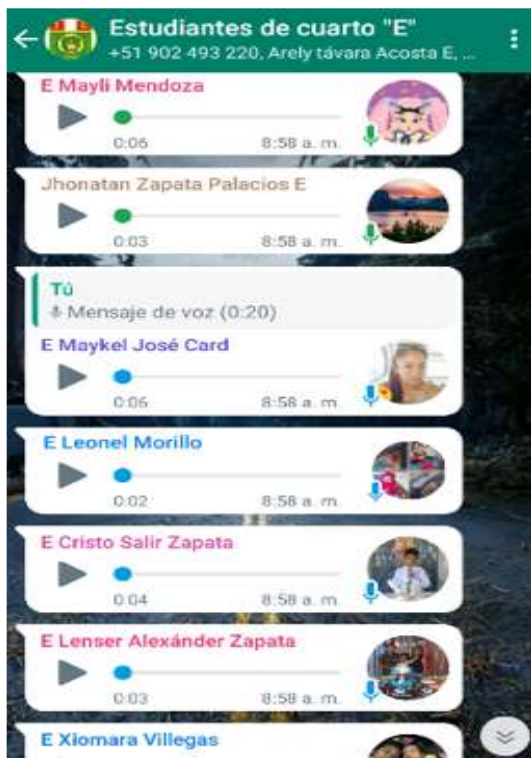 Estudiantes de cuarto "E"
+51 902 493 220, Arely távara Acosta E, ...
E Mayli Mendoza
0:06 8:58 a. m.
Jhonatan Zapata Palacios E
0:03 8:58 a. m.
Tú
Mensaje de voz (0:20)
E Maykel José Card
0:06 8:58 a. m.
E Leonel Morillo
0:02 8:58 a. m.
E Cristo Salir Zapata
0:04 8:58 a. m.
E Lenser Alexánder Zapata
0:03 8:58 a. m.
E Xiomara Villegas